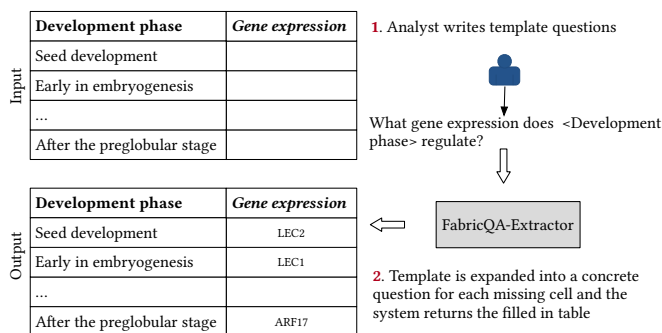 Input
Development phase Gene expression
Seed development
Early in embryogenesis
...
After the preglobular stage
1. Analyst writes template questions
What gene expression does <Development
phase> regulate?
FabricQA-Extractor
2. Template is expanded into a concrete
question for each missing cell and the
system returns the filled in table
Output
Development phase Gene expression
Seed development LEC2
Early in embryogenesis LEC1
...
After the preglobular stage ARF17